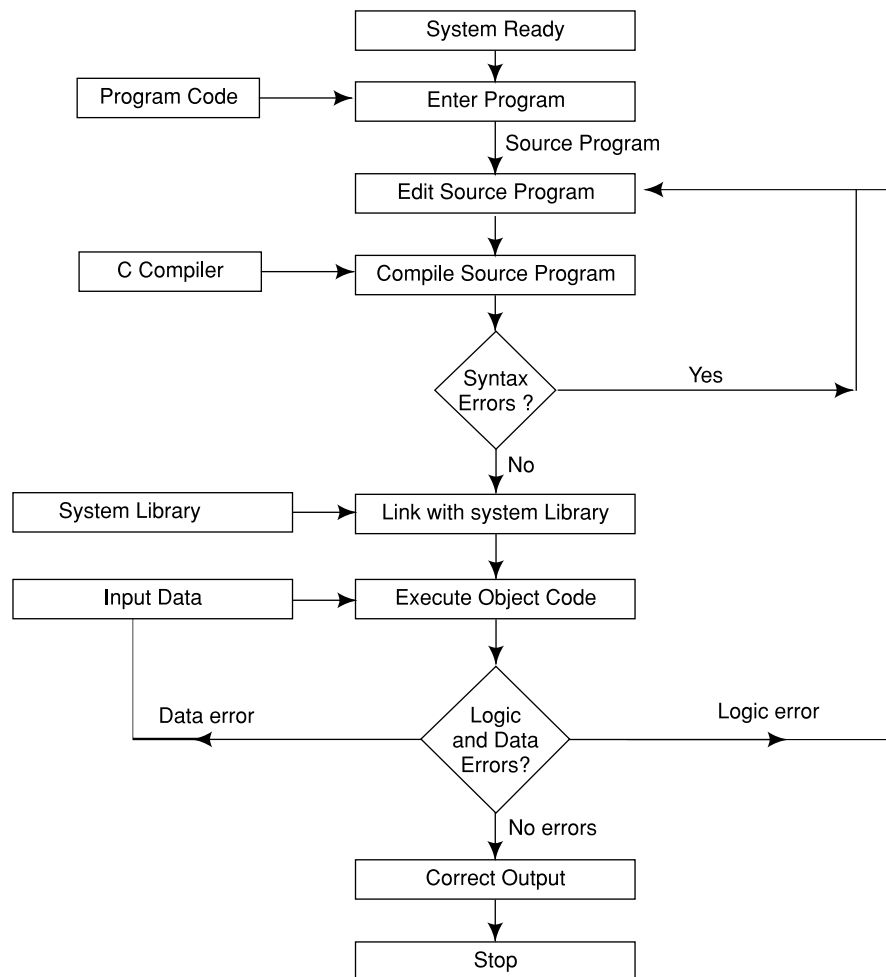 System Ready
Program Code
Enter Program
Source Program
Edit Source Program
C Compiler
Compile Source Program
Syntax
Errors ?
Yes
No
System Library
Link with system Library
Input Data
Execute Object Code
Data error
Logic
and Data
Errors?
Logic error
No errors
Correct Output
Stop